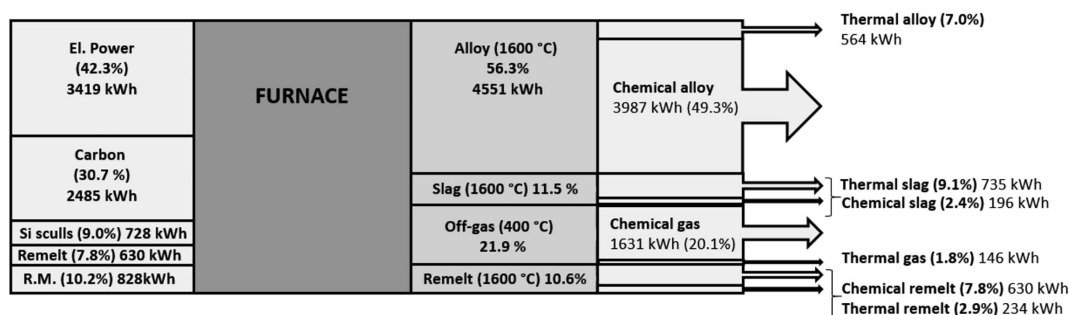 El. Power
(42.3%)
3419 kWh
Carbon
(30.7 %)
2485 kWh
Si sculls (9.0%) 728 kWh
Remelt (7.8%) 630 kWh
R.M. (10.2%) 828kWh
FURNACE
Alloy (1600 °C)
56.3%
4551 kWh
Slag (1600 °C) 11.5 %
Off-gas (400 °C)
21.9 %
Remelt (1600 °C) 10.6%
Chemical alloy
3987 kWh (49.3%)
Chemical gas
1631 kWh (20.1%)
Thermal alloy (7.0%)
564 kWh
Thermal slag (9.1%) 735 kWh
Chemical slag (2.4%) 196 kWh
Thermal gas (1.8%) 146 kWh
Chemical remelt (7.8%) 630 kWh
Thermal remelt (2.9%) 234 kWh